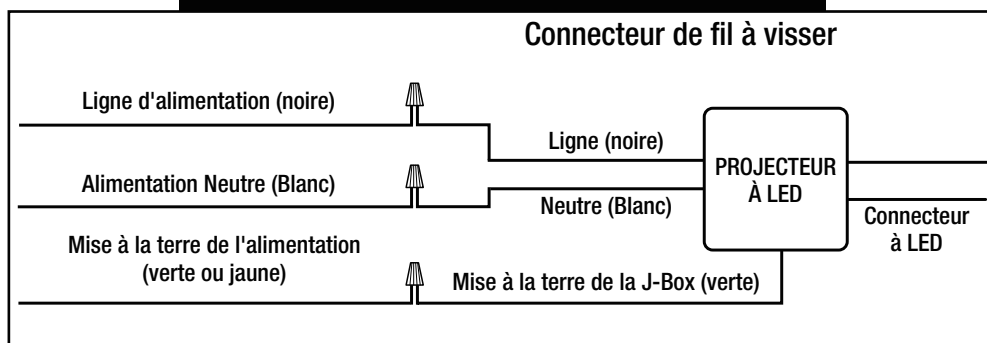 Connecteur de fil à visser
Ligne d'alimentation (noire)
Ligne (noire)
PROJECTEUR
À LED
Alimentation Neutre (Blanc)
Neutre (Blanc)
Connecteur
à LED
Mise à la terre de l'alimentation
(verte ou jaune)
Mise à la terre de la J-Box (verte)